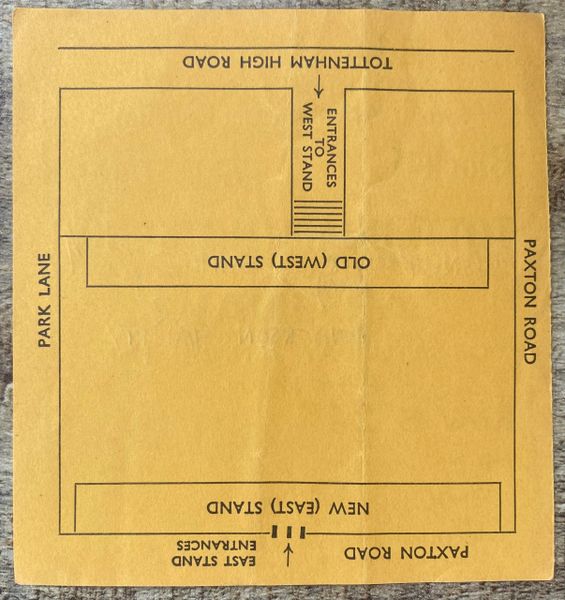 TOTTENHAM HIGH ROAD
ENTRANCES
TO
WEST STAND
OLD (WEST) STAND
PARK LANE
PAXTON ROAD
NEW (EAST) STAND
EAST STAND
ENTRANCES
PAXTON ROAD